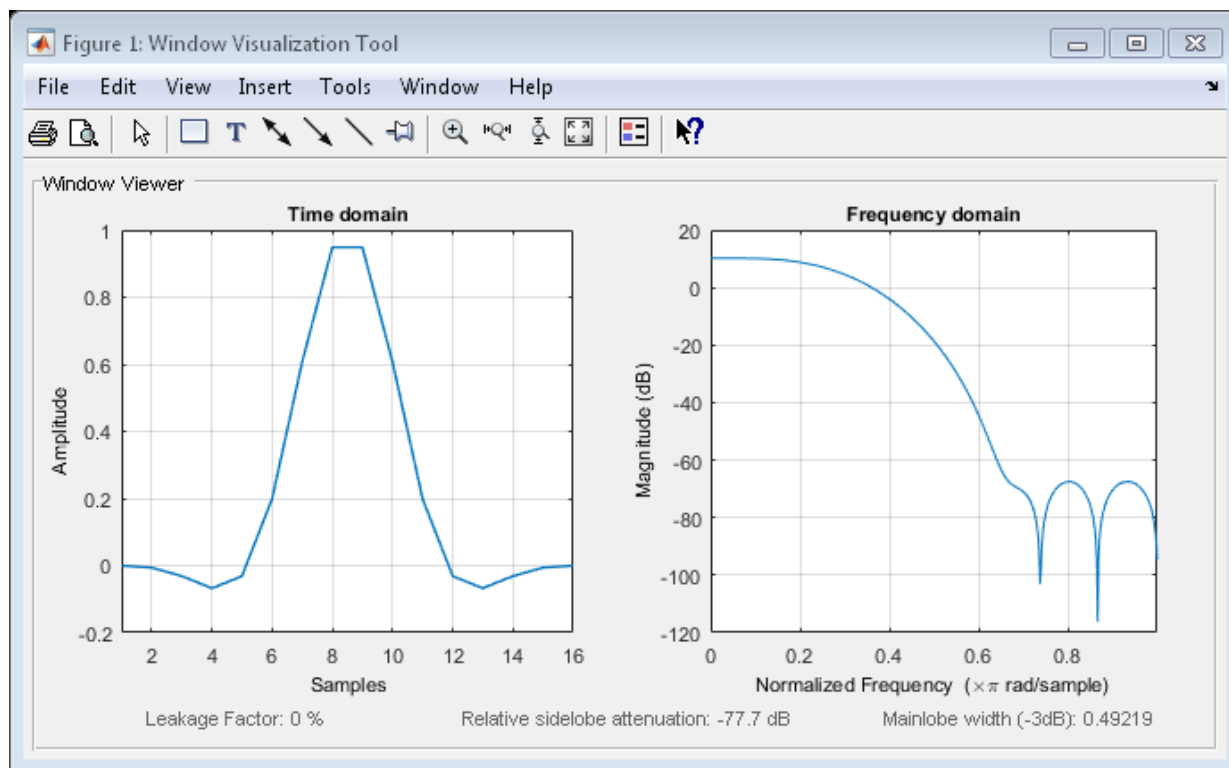 Figure 1: Window Visualization Tool
File Edit View Insert Tools Window Help
T
Window Viewer
Time domain
1
0.8
0.6
0.4
0.2
0
-0.2
Amplitude
2 4 6 8 10 12 14 16
Samples
Frequency domain
20
0
-20
-40
-60
-80
-100
-120
Magnitude (dB)
0 0.2 0.4 0.6 0.8
Normalized Frequency (×π rad/sample)
Leakage Factor: 0 % Relative sidelobe attenuation: -77.7 dB Mainlobe width (-3dB): 0.49219